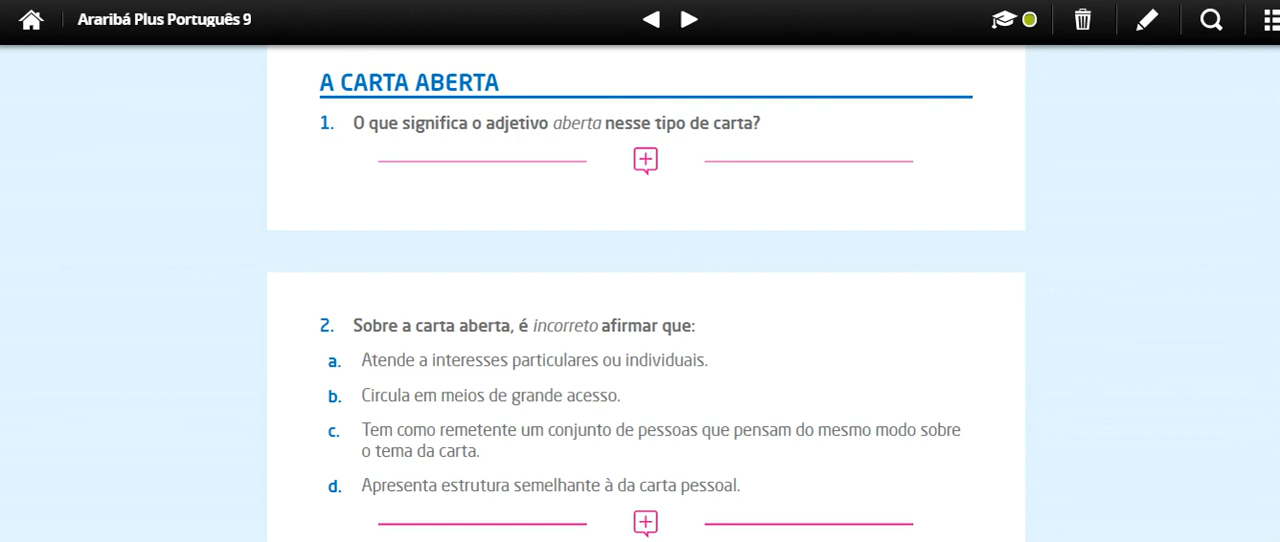 Araribá Plus Português 9
A CARTA ABERTA
1. O que significa o adjetivo aberta nesse tipo de carta?
2. Sobre a carta aberta, é incorreto afirmar que:
a. Atende a interesses particulares ou individuais.
b. Circula em meios de grande acesso.
c. Tem como remetente um conjunto de pessoas que pensam do mesmo modo sobre
o tema da carta.
d. Apresenta estrutura semelhante à da carta pessoal.